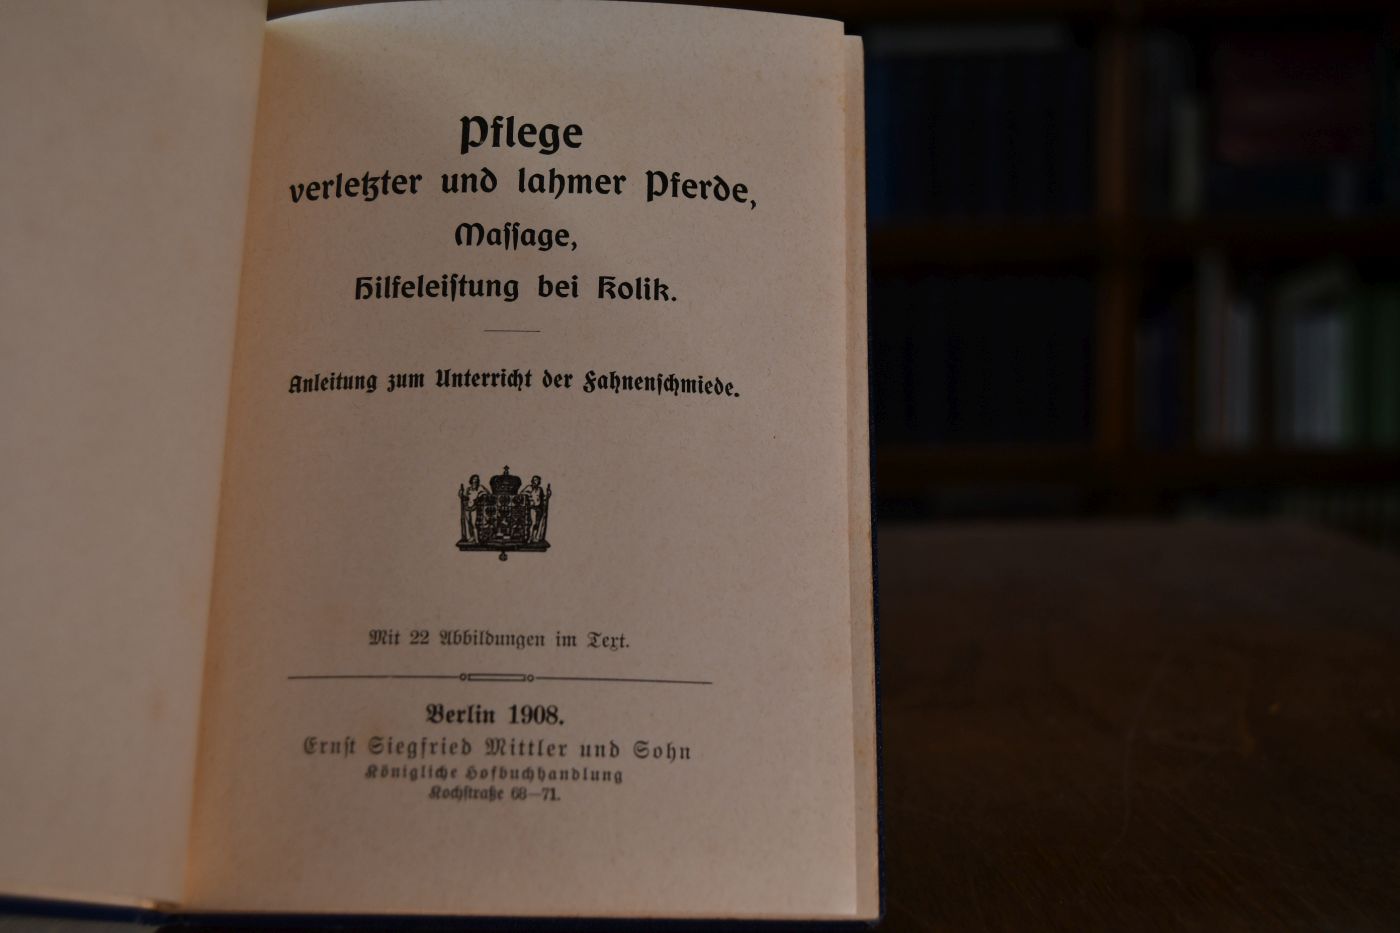 Pflege
verletzter und lahmer Pferde,
Maſſage,
Hilfeleiſtung bei Kolik.
Anleitung zum Unterricht der Fahnenſchmiede.
Mit 22 Abbildungen im Text.
Berlin 1908.
Ernſt Siegfried Mittler und Sohn
Königliche Hofbuchhandlung
Kochſtraße 68—71.